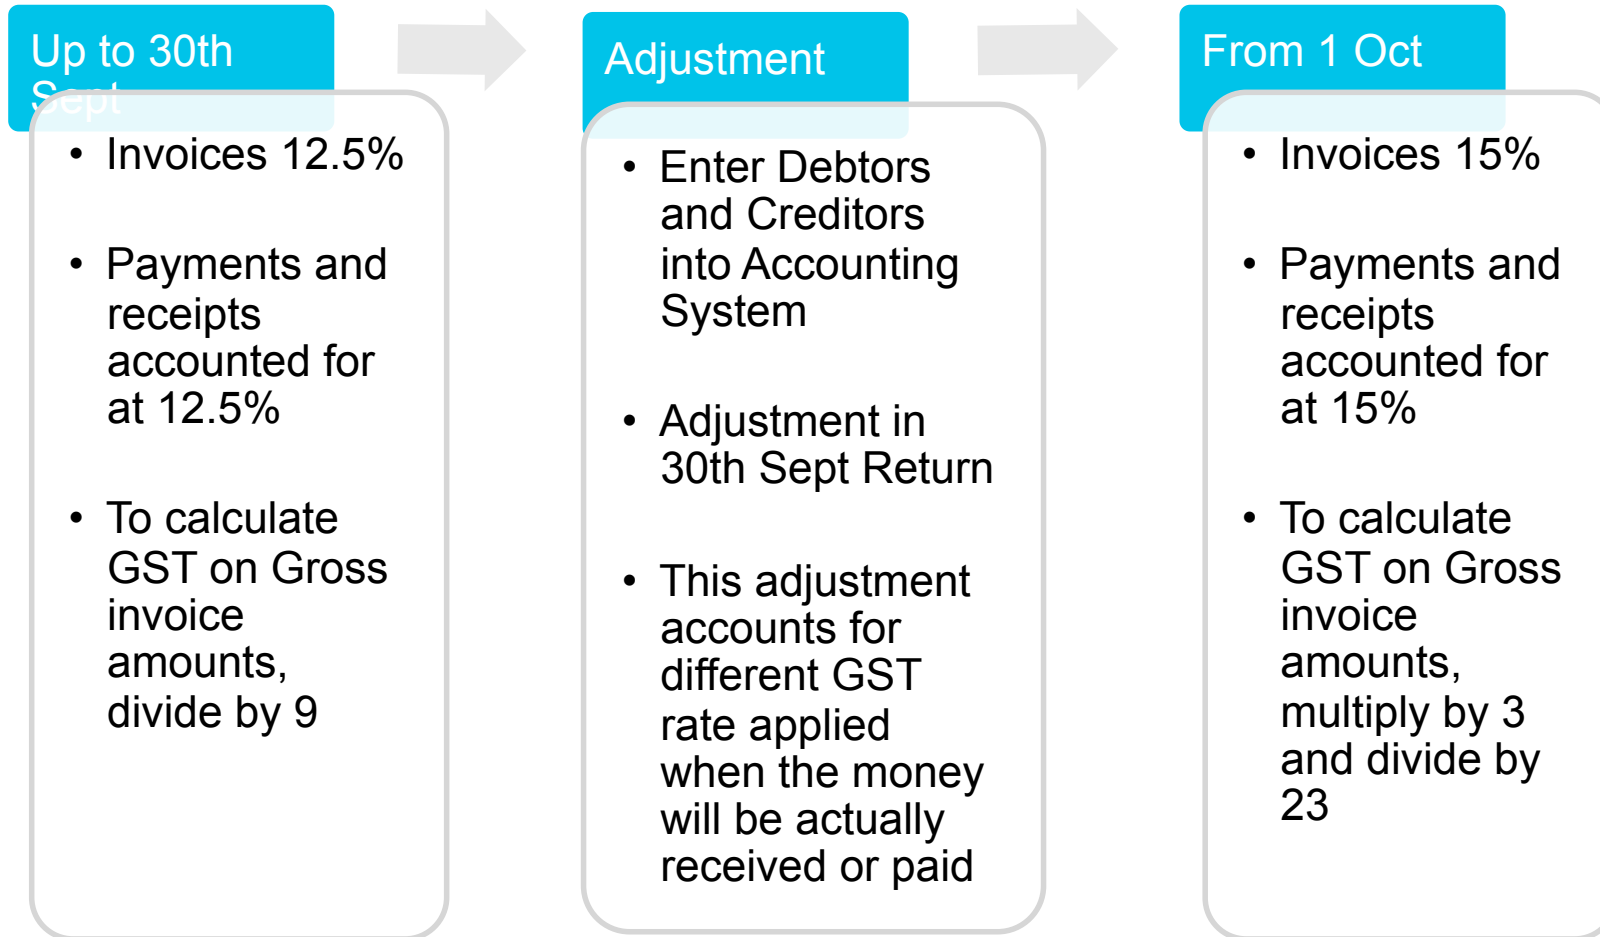 Up to 30th
Sept
• Invoices 12.5%
• Payments and
receipts
accounted for
at 12.5%
• To calculate
GST on Gross
invoice
amounts,
divide by 9
Adjustment
• Enter Debtors
and Creditors
into Accounting
System
• Adjustment in
30th Sept Return
• This adjustment
accounts for
different GST
rate applied
when the money
will be actually
received or paid
From 1 Oct
• Invoices 15%
• Payments and
receipts
accounted for
at 15%
• To calculate
GST on Gross
invoice
amounts,
multiply by 3
and divide by
23